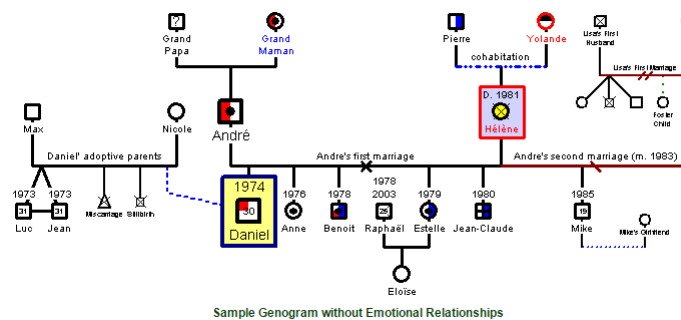 ?
Grand
Papa
Grand
Maman
Pierre
Yolande
cohabitation
Lisa's First
Husband
Lisa's First Marriage
Foster
Child
D. 1981
Hélène
Max
Nicole
André
Daniel' adoptive parents
Andre's first marriage
Andre's second marriage (m. 1983)
1973
1973
31
31
Luc
Jean
Miscarriage
Stillbirth
1974
30
Daniel
1976
Anne
1978
Benoit
1978
2003
25
Raphaël
1979
Estelle
1980
Jean-Claude
1985
19
Mike
Mike's Girlfriend
Eloïse
Sample Genogram without Emotional Relationships